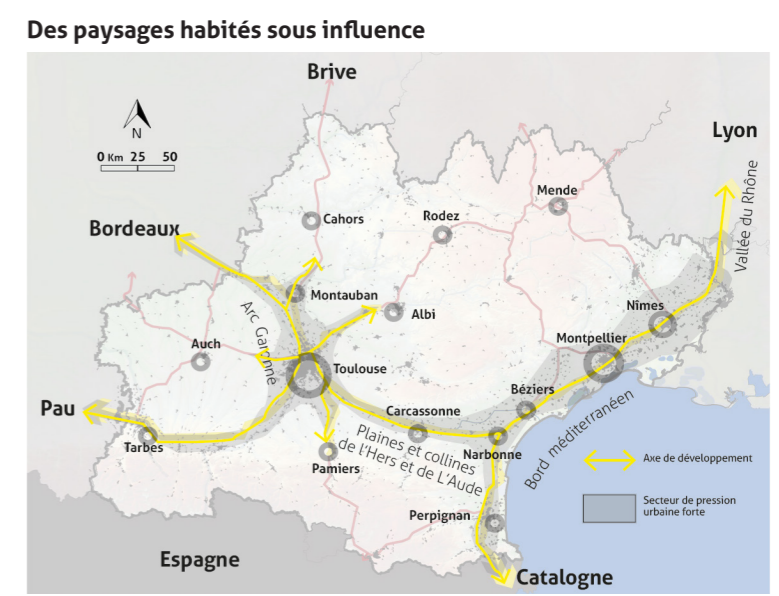 Des paysages habités sous influence
Brive
N
0 Km 25 50
Lyon
Vallée du Rhône
Mende
Cahors
Rodez
Bordeaux
Montauban
Albi
Nîmes
Arc Garonne
Auch
Montpellier
Toulouse
Béziers
Pau
Carcassonne
Tarbes
Plaines et collines
de l'Hers et de L'Aude
Narbonne
Bord méditerranéen
Axe de développement
Pamiers
Secteur de pression
urbaine forte
Perpignan
Espagne
Catalogne